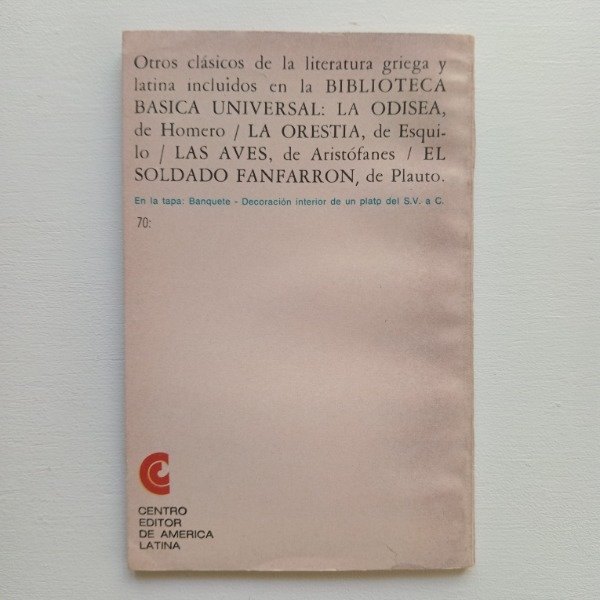 Otros clásicos de la literatura griega y
latina incluidos en la BIBLIOTECA
BASICA UNIVERSAL: LA ODISEA,
de Homero / LA ORESTIA, de Esqui-
lo / LAS AVES, de Aristófanes / EL
SOLDADO FANFARRON, de Plauto.
En la tapa: Banquete - Decoración interior de un platp del S.V. a C.
70:
CENTRO
EDITOR
DE AMERICA
LATINA